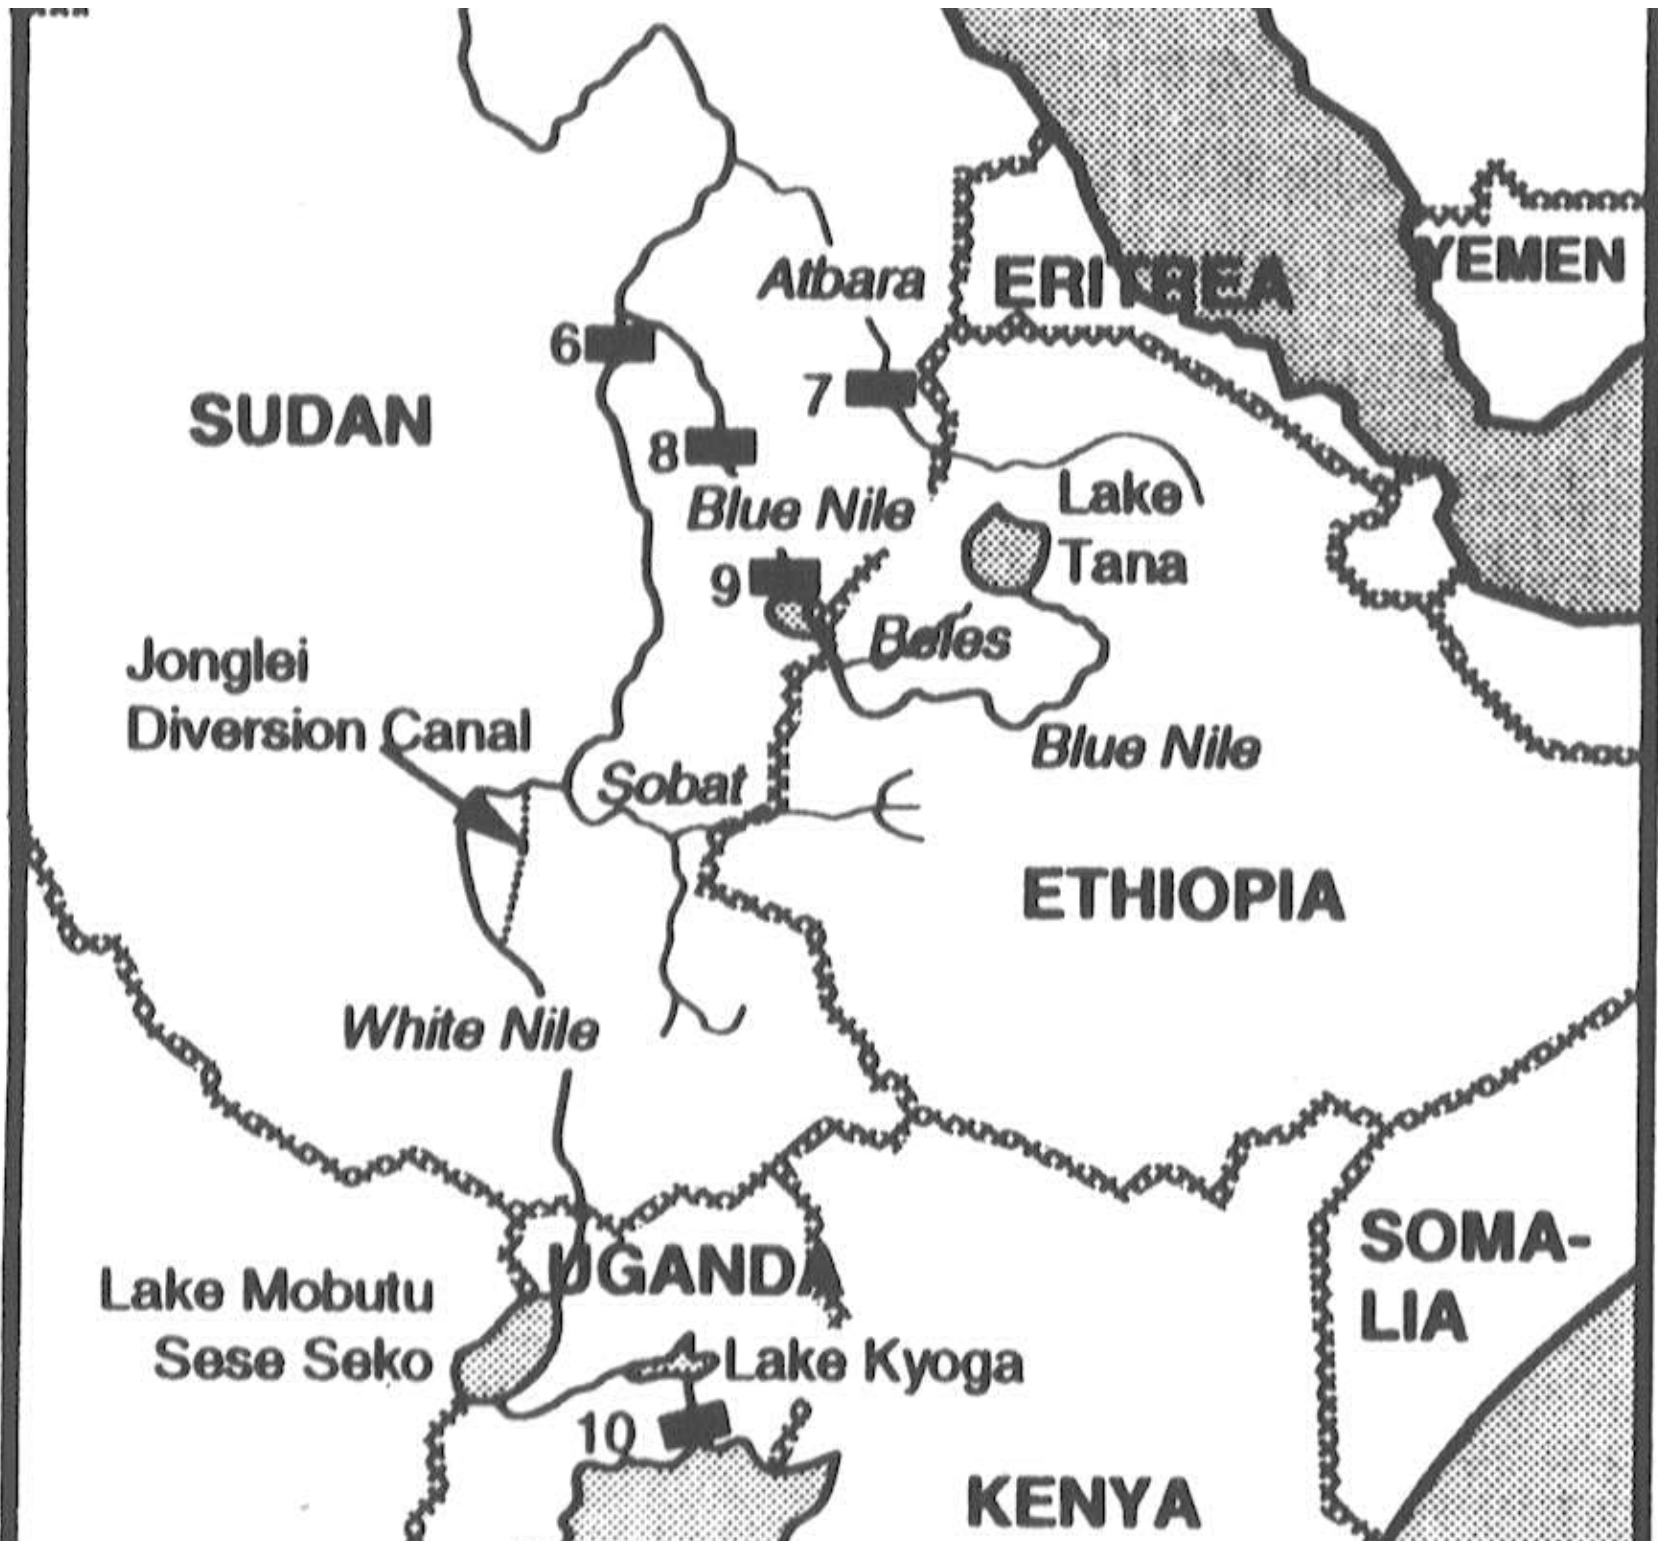 Atbara
ERITREA
YEMEN
6
7
SUDAN
8
Blue Nile
Lake
Tana
9
Beles
Jonglei
Diversion Canal
Blue Nile
Sobat
ETHIOPIA
White Nile
SOMA-
LIA
UGANDA
Lake Mobutu
Sese Seko
Lake Kyoga
10
KENYA